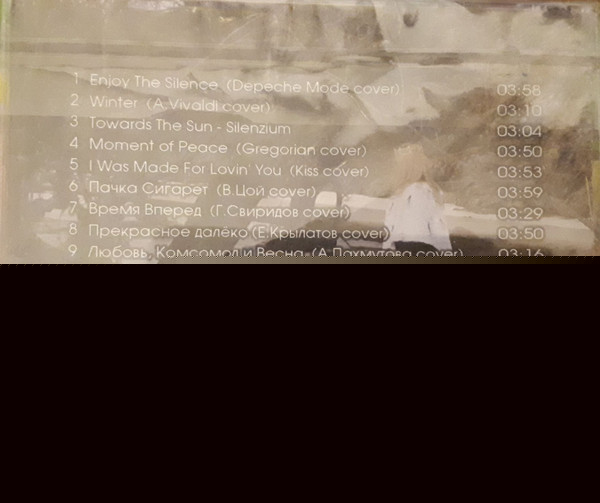 1 Enjoy The Silence (Depeche Mode cover) 03:58
2 Winter (A.Vivaldi cover) 03:10
3 Towards The Sun - Silenzium 03:04
4 Moment of Peace (Gregorian cover) 03:50
5 I Was Made For Lovin' You (Kiss cover) 03:53
6 Пачка Сигарет (В.Цой cover) 03:59
7 Время Вперед (Г.Свиридов cover) 03:29
8 Прекрасное далёко (Е.Крылатов cover) 03:50
9 Любовь, Комсомол и Весна (А.Пахмутова cover) 03:16